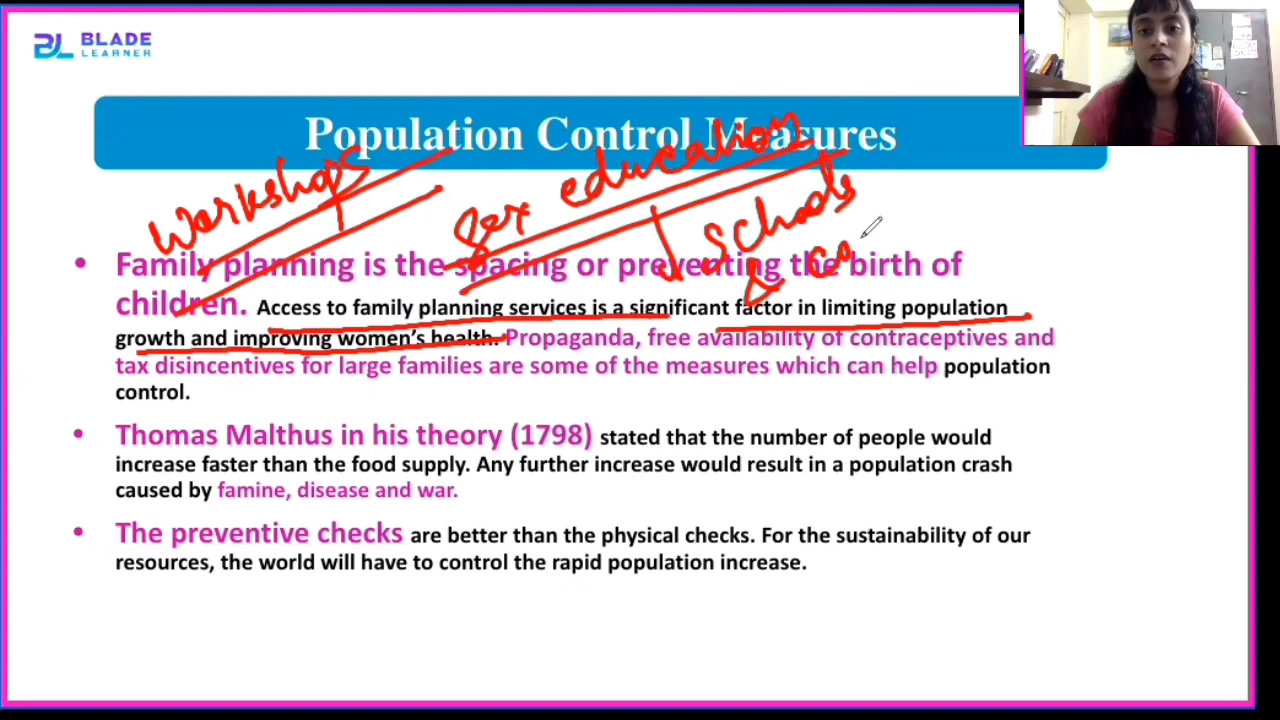 BLADE
LEARNER
Population Control Measures
Workshops
Sex education
Schools
& co
• Family planning is the spacing or preventing the birth of
children. Access to family planning services is a significant factor in limiting population
growth and improving women's health. Propaganda, free availability of contraceptives and
tax disincentives for large families are some of the measures which can help population
control.
• Thomas Malthus in his theory (1798) stated that the number of people would
increase faster than the food supply. Any further increase would result in a population crash
caused by famine, disease and war.
• The preventive checks are better than the physical checks. For the sustainability of our
resources, the world will have to control the rapid population increase.